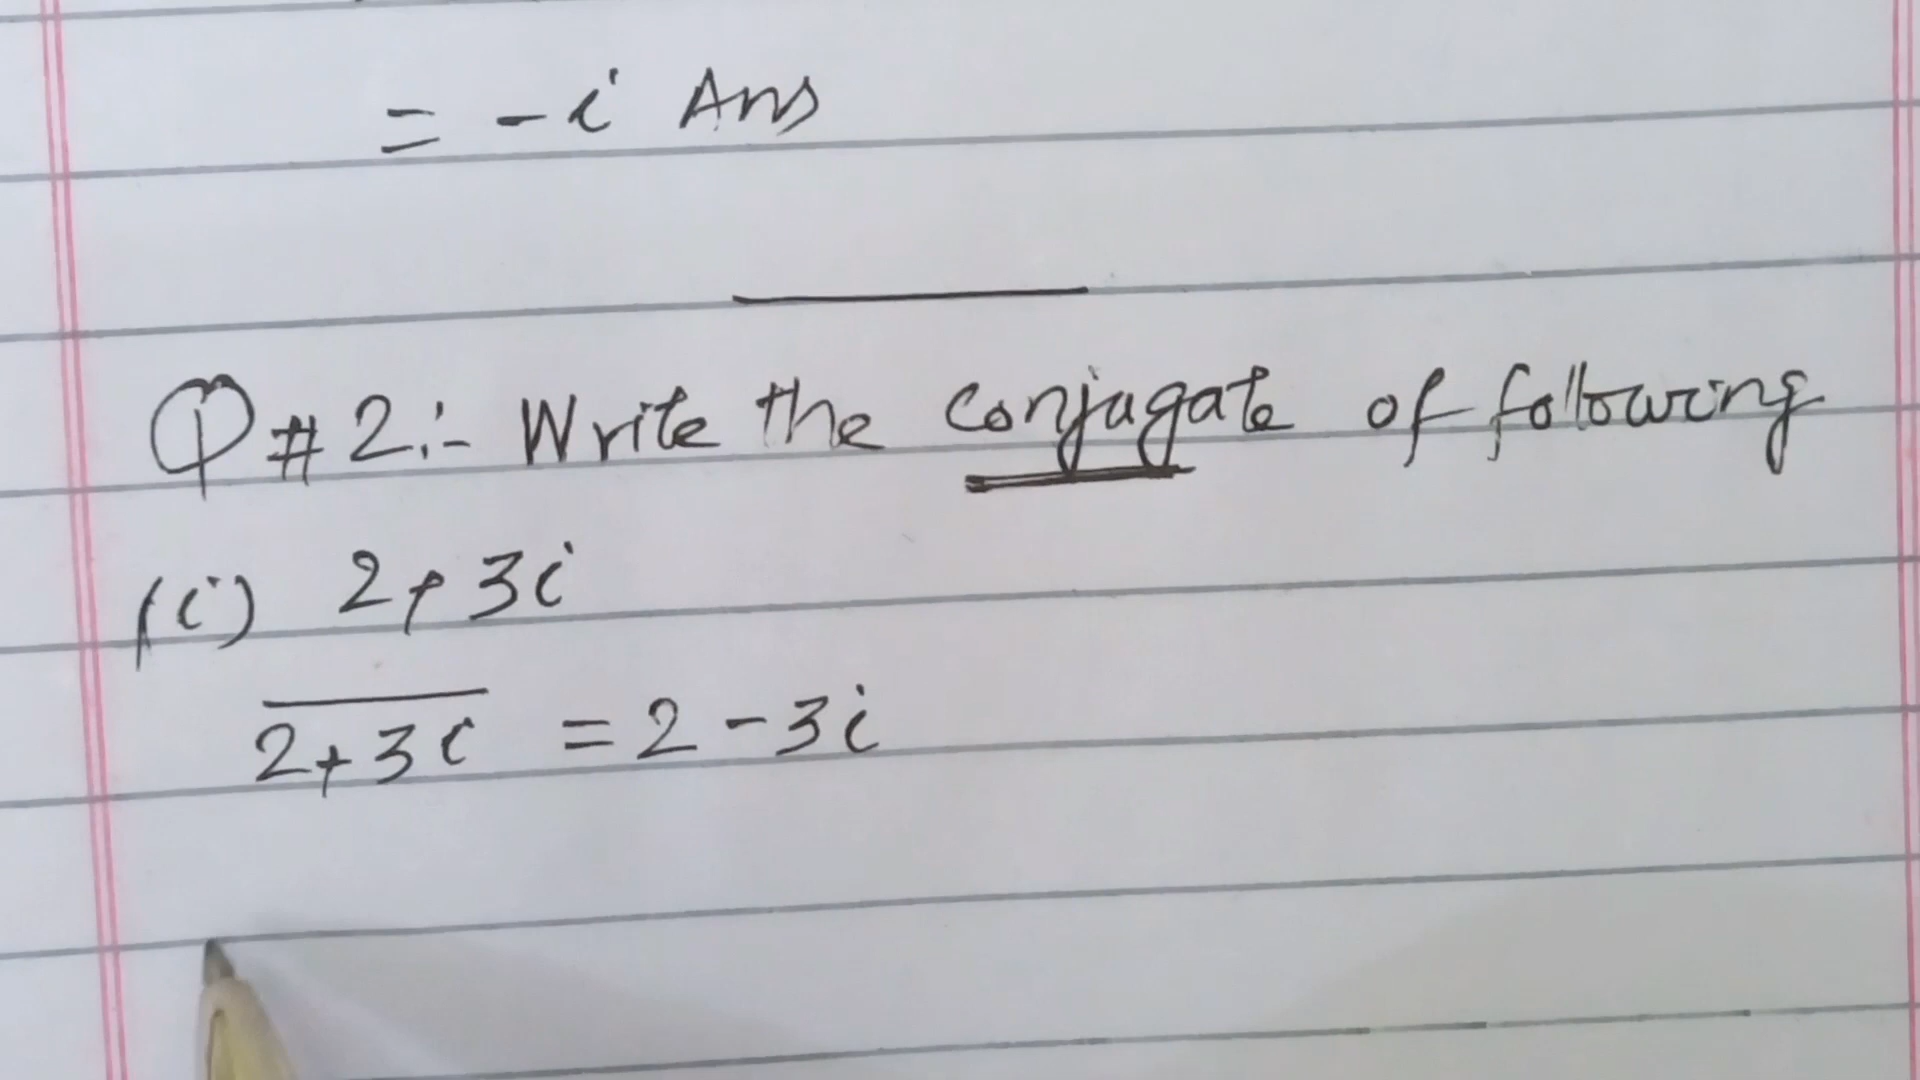 = -i Ans
Q#2:- Write the conjugate of following
(i) 2+3i
\overline{2+3i} = 2-3i